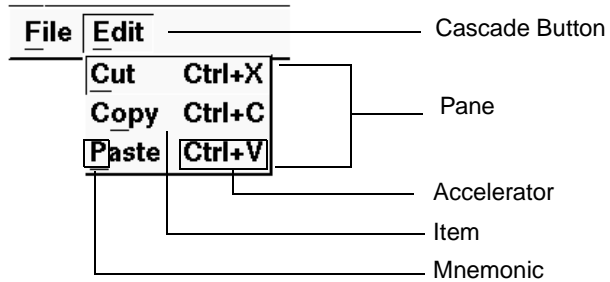 File Edit Cascade Button
Cut Ctrl+X
Copy Ctrl+C Pane
Paste Ctrl+V
Accelerator
Item
Mnemonic